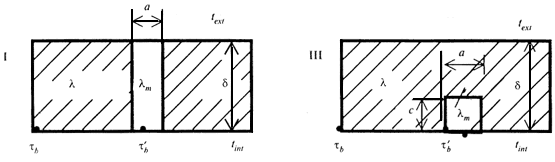 I
a
t_ext
λ
λ_m
δ
τ_b
τ'_b
t_int
III
a
t_ext
λ
c
λ_m
δ
τ_b
τ'_b
t_int